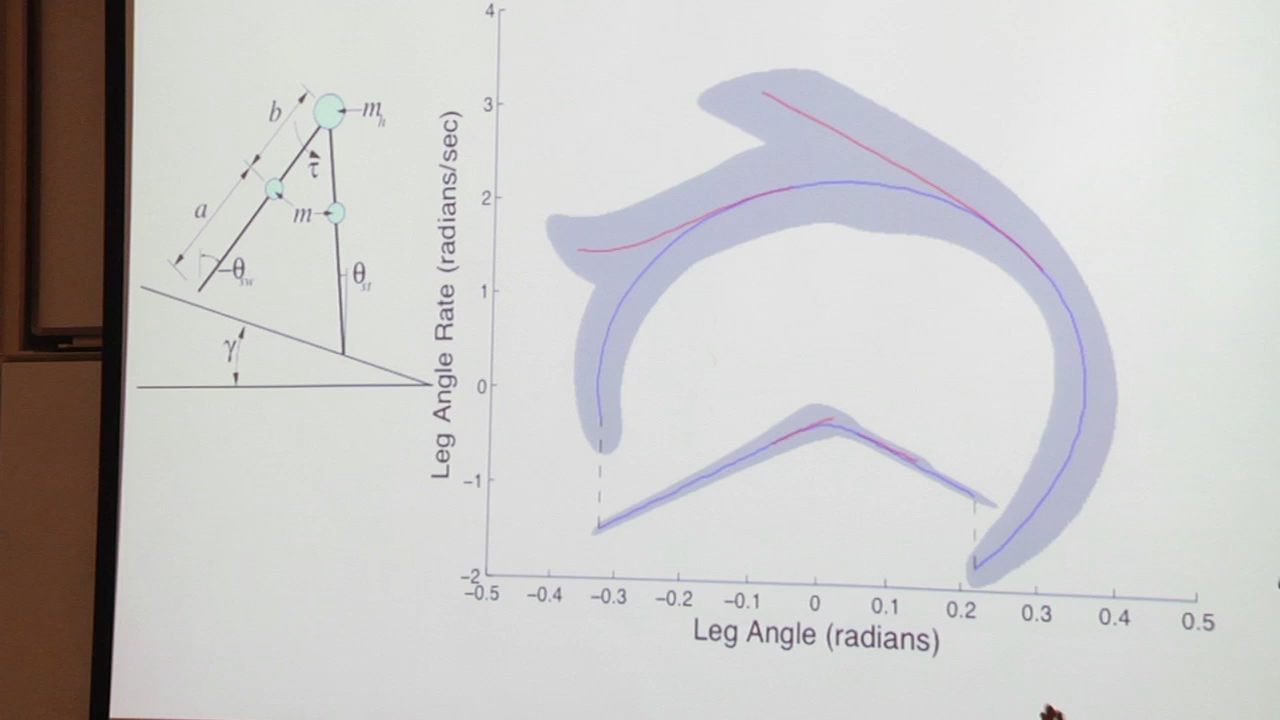 b
m_h
τ
a
m
-θ_sw
θ_st
γ
Leg Angle Rate (radians/sec)
4
3
2
1
0
−1
−2
−0.5 −0.4 −0.3 −0.2 −0.1 0 0.1 0.2 0.3 0.4 0.5
Leg Angle (radians)